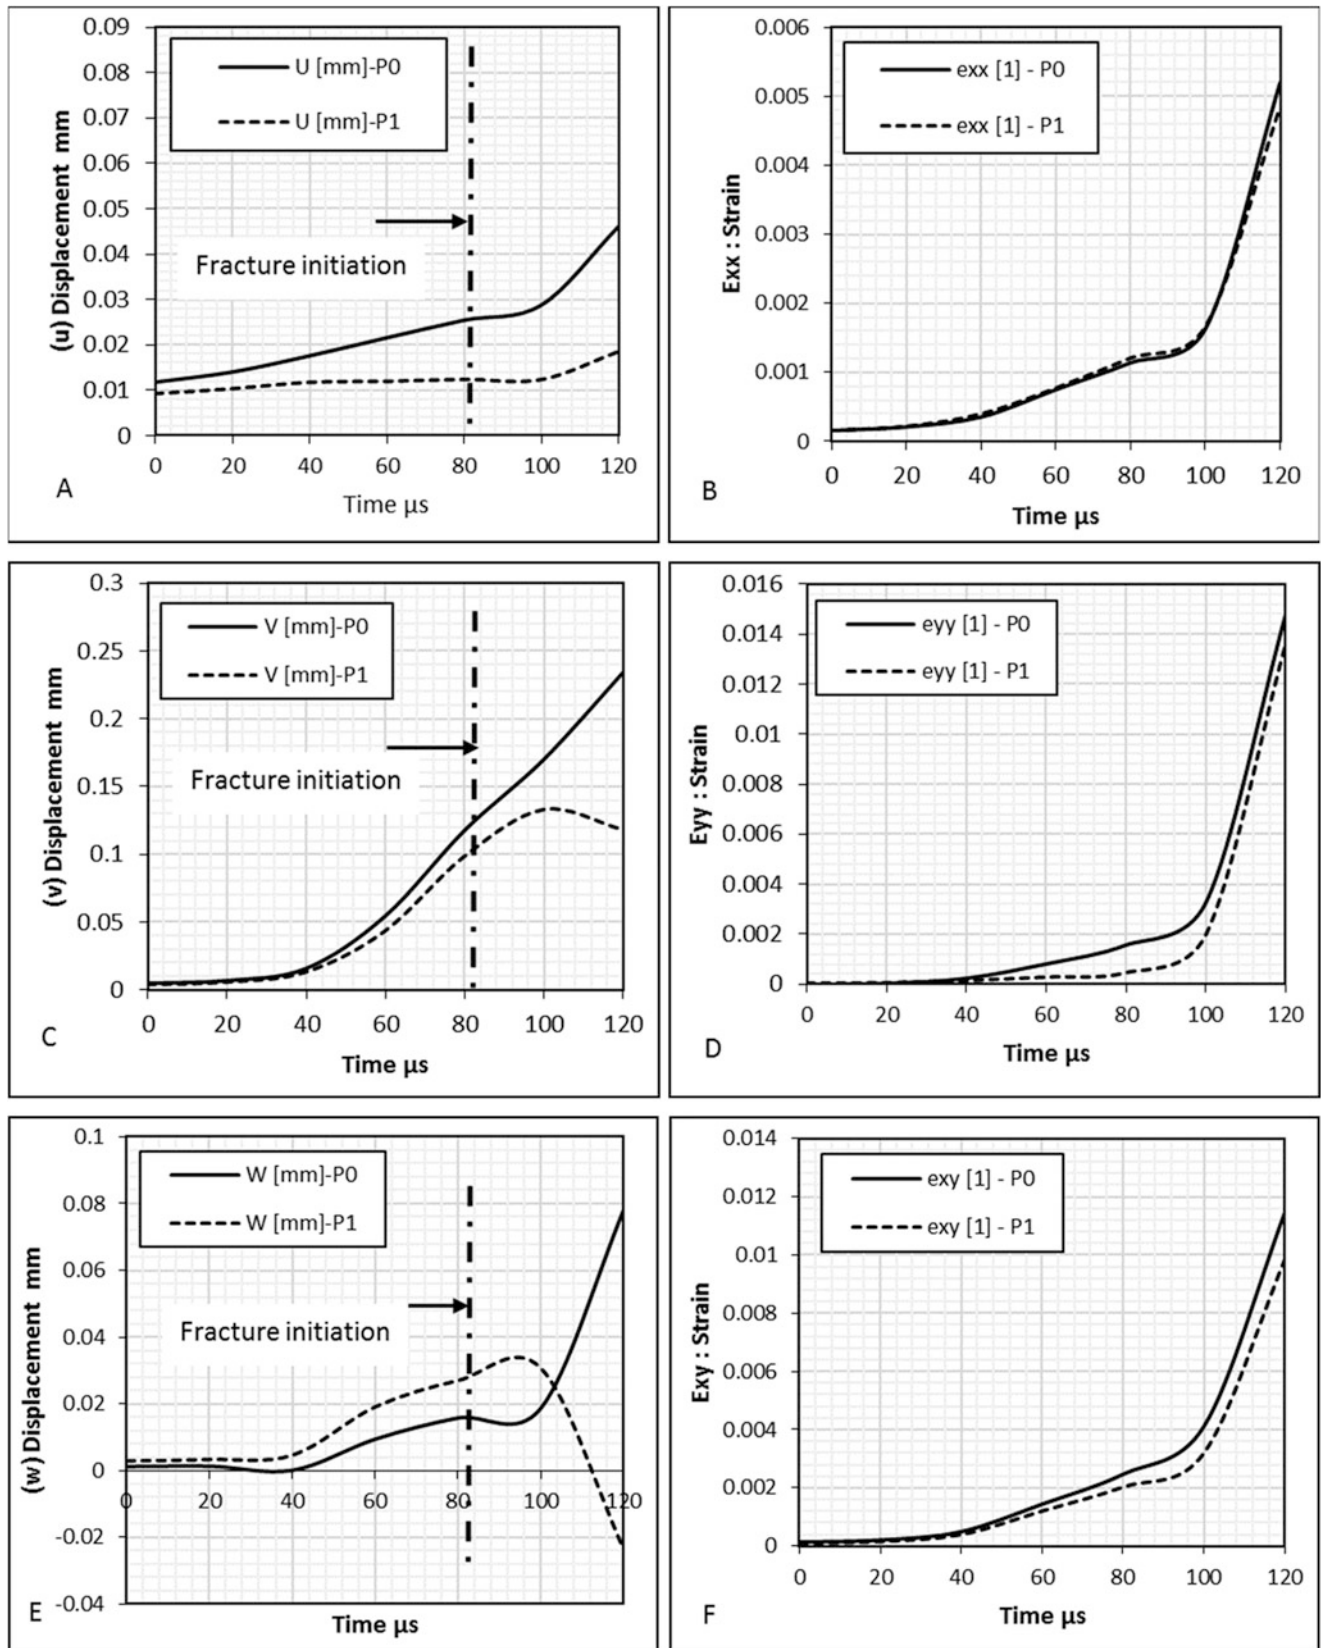 0.09
0.08
0.07
0.06
0.05
0.04
0.03
0.02
0.01
0
(u) Displacement mm
U [mm]-P0
U [mm]-P1
Fracture initiation
0 20 40 60 80 100 120
Time μs
A
0.006
0.005
0.004
0.003
0.002
0.001
0
Exx : Strain
exx [1] - P0
exx [1] - P1
0 20 40 60 80 100 120
Time μs
B
0.3
0.25
0.2
0.15
0.1
0.05
0
(v) Displacement mm
V [mm]-P0
V [mm]-P1
Fracture initiation
0 20 40 60 80 100 120
Time μs
C
0.016
0.014
0.012
0.01
0.008
0.006
0.004
0.002
0
Eyy : Strain
eyy [1] - P0
eyy [1] - P1
0 20 40 60 80 100 120
Time μs
D
0.1
0.08
0.06
0.04
0.02
0
-0.02
-0.04
(w) Displacement mm
W [mm]-P0
W [mm]-P1
Fracture initiation
0 20 40 60 80 100 120
Time μs
E
0.014
0.012
0.01
0.008
0.006
0.004
0.002
0
Exy : Strain
exy [1] - P0
exy [1] - P1
0 20 40 60 80 100 120
Time μs
F